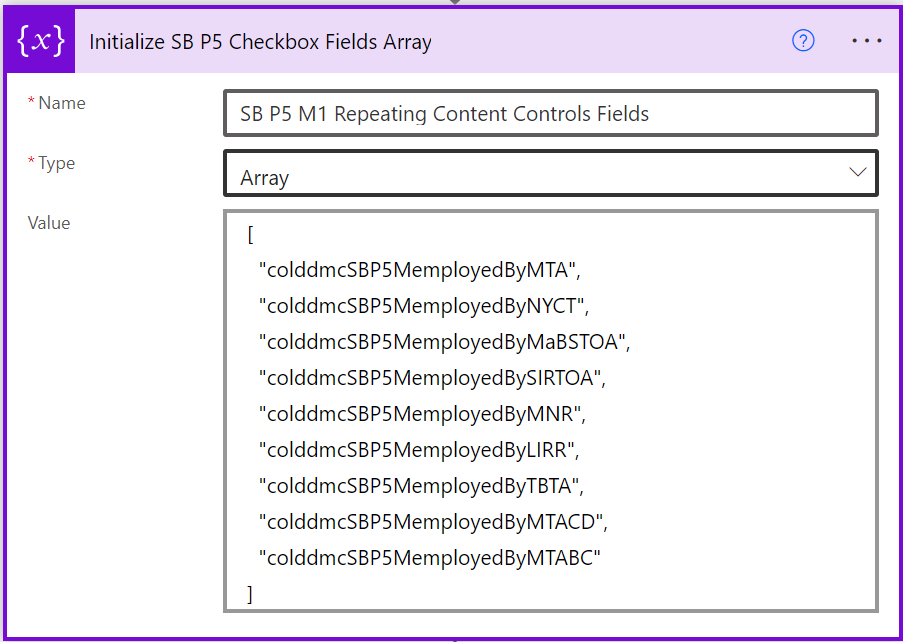 {x} Initialize SB P5 Checkbox Fields Array ? ...
* Name
SB P5 M1 Repeating Content Controls Fields
* Type
Array
Value
[
"colddmcSBP5MemployedByMTA",
"colddmcSBP5MemployedByNYCT",
"colddmcSBP5MemployedByMaBSTOA",
"colddmcSBP5MemployedBySIRTOA",
"colddmcSBP5MemployedByMNR",
"colddmcSBP5MemployedByLIRR",
"colddmcSBP5MemployedByTBTA",
"colddmcSBP5MemployedByMTACD",
"colddmcSBP5MemployedByMTABC"
]